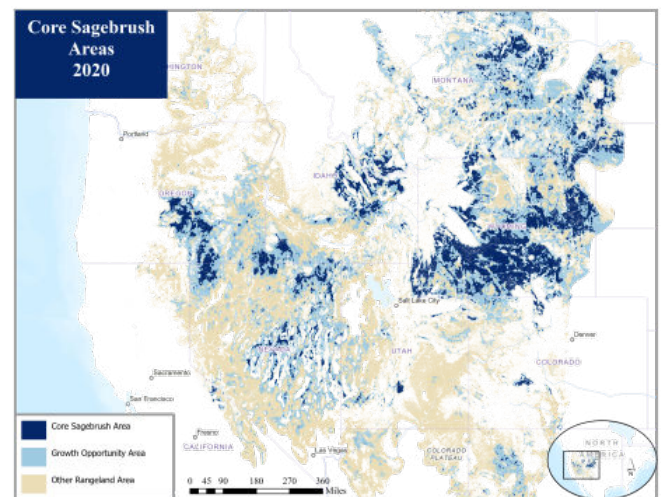 Core Sagebrush
Areas
2020
WASHINGTON
MONTANA
Portland
IDAHO
OREGON
WYOMING
Salt Lake City
Denver
NEVADA
UTAH
COLORADO
Sacramento
San Francisco
Fresno
CALIFORNIA
Las Vegas
COLORADO
PLATEAU
Core Sagebrush Area
Growth Opportunity Area
Other Rangeland Area
0 45 90 180 270 360
Miles
NORTH
AMERICA
N